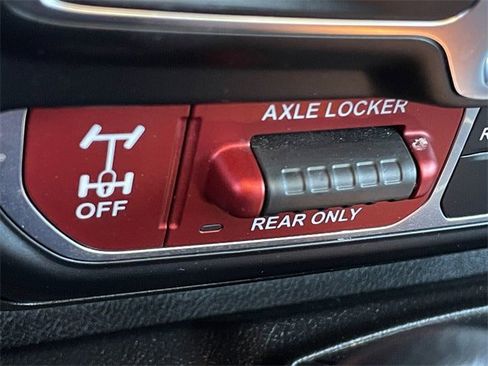 AXLE LOCKER
OFF
REAR ONLY
R